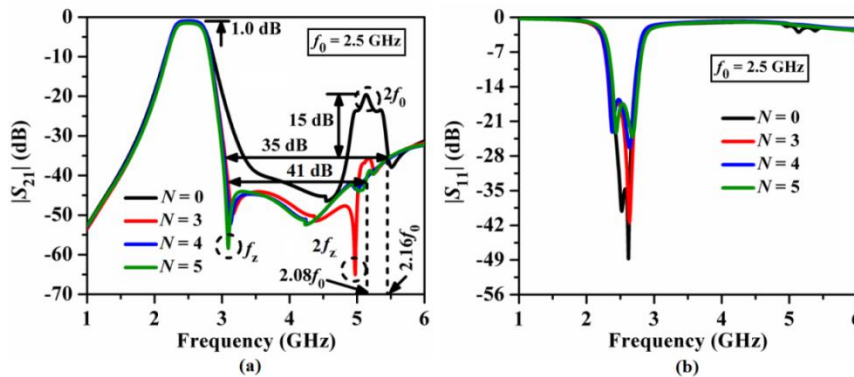 0
-10
-20
-30
-40
-50
-60
-70
|S21| (dB)
1.0 dB
f0 = 2.5 GHz
2f0
15 dB
35 dB
41 dB
N = 0
N = 3
N = 4
N = 5
fz
2fz
2.08f0
2.16f0
1 2 3 4 5 6
Frequency (GHz)
(a)
0
-7
-14
-21
-28
-35
-42
-49
-56
|S11| (dB)
f0 = 2.5 GHz
N = 0
N = 3
N = 4
N = 5
1 2 3 4 5 6
Frequency (GHz)
(b)